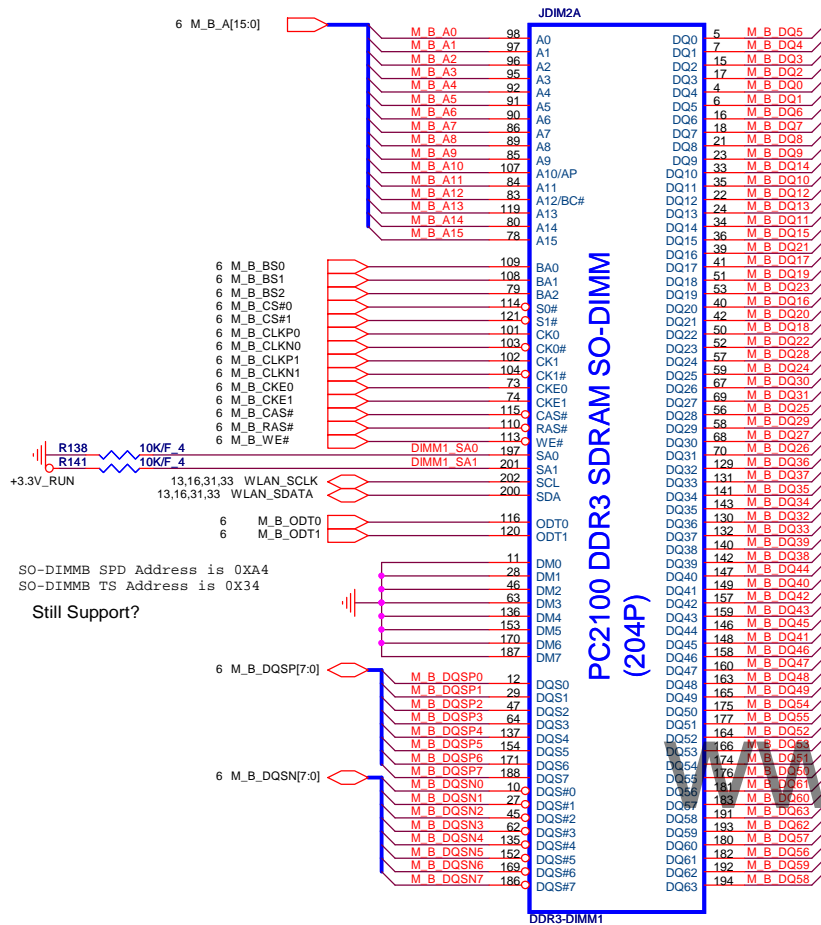 JDIM2A
6 M_B_A[15:0]
M_B_A0 98 A0
M_B_A1 97 A1
M_B_A2 96 A2
M_B_A3 95 A3
M_B_A4 92 A4
M_B_A5 91 A5
M_B_A6 90 A6
M_B_A7 86 A7
M_B_A8 89 A8
M_B_A9 85 A9
M_B_A10 107 A10/AP
M_B_A11 84 A11
M_B_A12 83 A12/BC#
M_B_A13 119 A13
M_B_A14 80 A14
M_B_A15 78 A15
6 M_B_BS0 109 BA0
6 M_B_BS1 108 BA1
6 M_B_BS2 79 BA2
6 M_B_CS#0 114 S0#
6 M_B_CS#1 121 S1#
6 M_B_CLKP0 101 CK0
6 M_B_CLKN0 103 CK0#
6 M_B_CLKP1 102 CK1
6 M_B_CLKN1 104 CK1#
6 M_B_CKE0 73 CKE0
6 M_B_CKE1 74 CKE1
6 M_B_CAS# 115 CAS#
6 M_B_RAS# 110 RAS#
6 M_B_WE# 113 WE#
R138 10K/F_4 DIMM1_SA0 197 SA0
R141 10K/F_4 DIMM1_SA1 201 SA1
+3.3V_RUN
13,16,31,33 WLAN_SCLK 202 SCL
13,16,31,33 WLAN_SDATA 200 SDA
6 M_B_ODT0 116 ODT0
6 M_B_ODT1 120 ODT1
SO-DIMMB SPD Address is 0XA4
SO-DIMMB TS Address is 0X34
Still Support?
11 DM0
28 DM1
46 DM2
63 DM3
136 DM4
153 DM5
170 DM6
187 DM7
6 M_B_DQSP[7:0]
M_B_DQSP0 12 DQS0
M_B_DQSP1 29 DQS1
M_B_DQSP2 47 DQS2
M_B_DQSP3 64 DQS3
M_B_DQSP4 137 DQS4
M_B_DQSP5 154 DQS5
M_B_DQSP6 171 DQS6
M_B_DQSP7 188 DQS7
6 M_B_DQSN[7:0]
M_B_DQSN0 10 DQS#0
M_B_DQSN1 27 DQS#1
M_B_DQSN2 45 DQS#2
M_B_DQSN3 62 DQS#3
M_B_DQSN4 135 DQS#4
M_B_DQSN5 152 DQS#5
M_B_DQSN6 169 DQS#6
M_B_DQSN7 186 DQS#7
PC2100 DDR3 SDRAM SO-DIMM
(204P)
DQ0 5 M_B_DQ5
DQ1 7 M_B_DQ4
DQ2 15 M_B_DQ3
DQ3 17 M_B_DQ2
DQ4 4 M_B_DQ0
DQ5 6 M_B_DQ1
DQ6 16 M_B_DQ6
DQ7 18 M_B_DQ7
DQ8 21 M_B_DQ8
DQ9 23 M_B_DQ9
DQ10 33 M_B_DQ14
DQ11 35 M_B_DQ10
DQ12 22 M_B_DQ12
DQ13 24 M_B_DQ13
DQ14 34 M_B_DQ11
DQ15 36 M_B_DQ15
DQ16 39 M_B_DQ21
DQ17 41 M_B_DQ17
DQ18 51 M_B_DQ19
DQ19 53 M_B_DQ23
DQ20 40 M_B_DQ16
DQ21 42 M_B_DQ20
DQ22 50 M_B_DQ18
DQ23 52 M_B_DQ22
DQ24 57 M_B_DQ28
DQ25 59 M_B_DQ24
DQ26 67 M_B_DQ30
DQ27 69 M_B_DQ31
DQ28 56 M_B_DQ25
DQ29 58 M_B_DQ29
DQ30 68 M_B_DQ27
DQ31 70 M_B_DQ26
DQ32 129 M_B_DQ36
DQ33 131 M_B_DQ37
DQ34 141 M_B_DQ35
DQ35 143 M_B_DQ34
DQ36 130 M_B_DQ32
DQ37 132 M_B_DQ33
DQ38 140 M_B_DQ39
DQ39 142 M_B_DQ38
DQ40 147 M_B_DQ44
DQ41 149 M_B_DQ40
DQ42 157 M_B_DQ42
DQ43 159 M_B_DQ43
DQ44 146 M_B_DQ45
DQ45 148 M_B_DQ41
DQ46 158 M_B_DQ46
DQ47 160 M_B_DQ47
DQ48 163 M_B_DQ48
DQ49 165 M_B_DQ49
DQ50 175 M_B_DQ54
DQ51 177 M_B_DQ55
DQ52 164 M_B_DQ52
DQ53 166 M_B_DQ53
DQ54 174
DQ55 176
DQ56 181
DQ57 183 M_B_DQ60
DQ58 191 M_B_DQ63
DQ59 193 M_B_DQ62
DQ60 180 M_B_DQ57
DQ61 182 M_B_DQ56
DQ62 192 M_B_DQ59
DQ63 194 M_B_DQ58
DDR3-DIMM1